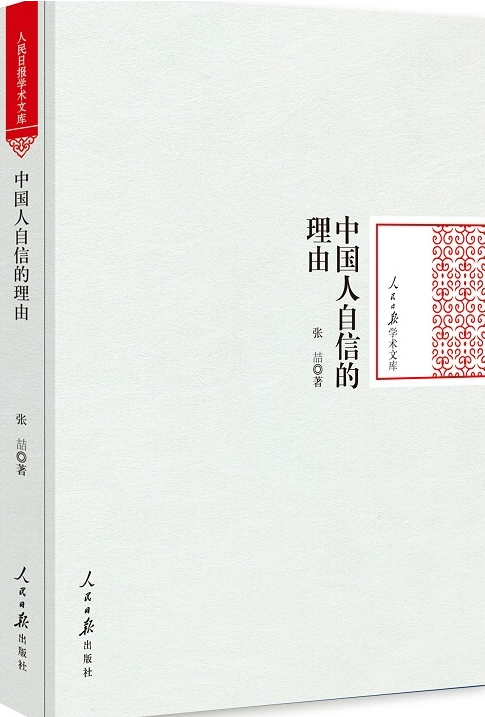 人民日报学术文库
中国人自信的理由
张 喆◎著
人民日报出版社
中国人自信的
理由
张 喆◎著
人民日报学术文库
人民日报出版社